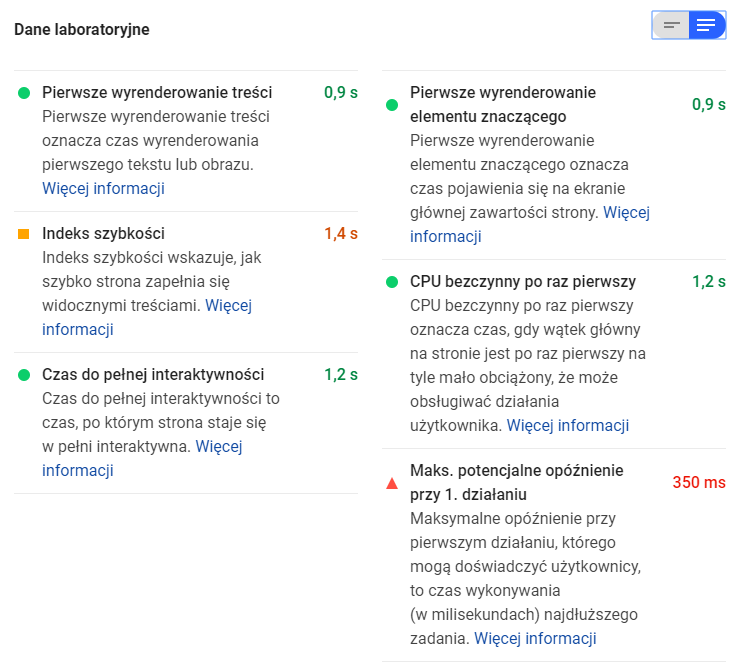 Dane laboratoryjne
Pierwsze wyrenderowanie treści 0,9 s
Pierwsze wyrenderowanie treści
oznacza czas wyrenderowania
pierwszego tekstu lub obrazu.
Więcej informacji
Indeks szybkości 1,4 s
Indeks szybkości wskazuje, jak
szybko strona zapełnia się
widocznymi treściami. Więcej
informacji
Czas do pełnej interaktywności 1,2 s
Czas do pełnej interaktywności to
czas, po którym strona staje się
w pełni interaktywna. Więcej
informacji
Pierwsze wyrenderowanie
elementu znaczącego 0,9 s
Pierwsze wyrenderowanie
elementu znaczącego oznacza
czas pojawienia się na ekranie
głównej zawartości strony. Więcej
informacji
CPU bezczynny po raz pierwszy 1,2 s
CPU bezczynny po raz pierwszy
oznacza czas, gdy wątek główny
na stronie jest po raz pierwszy na
tyle mało obciążony, że może
obsługiwać działania
użytkownika. Więcej informacji
Maks. potencjalne opóźnienie
przy 1. działaniu 350 ms
Maksymalne opóźnienie przy
pierwszym działaniu, którego
mogą doświadczyć użytkownicy,
to czas wykonywania
(w milisekundach) najdłuższego
zadania. Więcej informacji